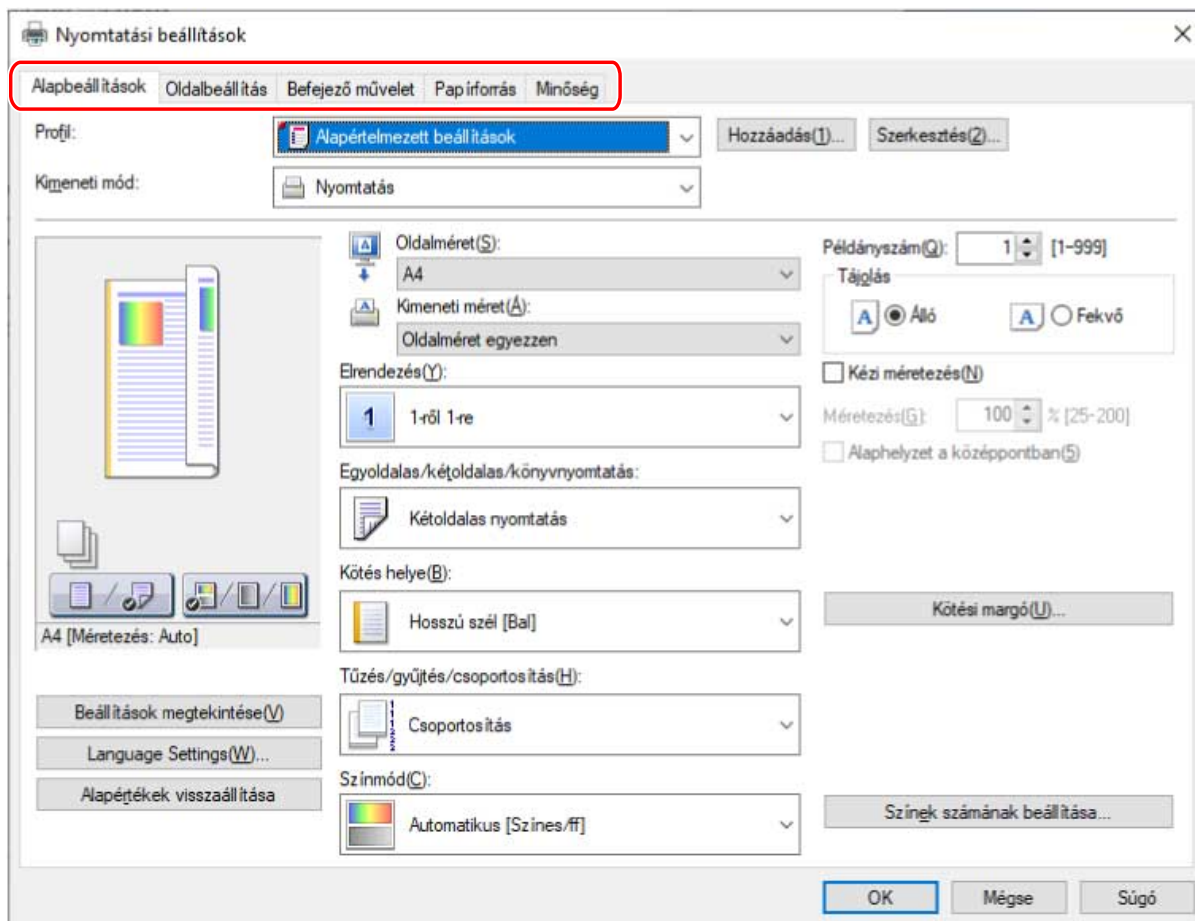 Nyomtatási beállítások
Alapbeállítások Oldalbeállítás Befejező művelet Papírforrás Minőség
Profil: Alapértelmezett beállítások Hozzáadás(1)... Szerkesztés(2)...
Kimeneti mód: Nyomtatás
Oldalméret(S):
A4
Kimeneti méret(Á):
Oldalméret egyezzen
Példányszám(Q): 1 [1-999]
Tájolás
A Álló A Fekvő
Elrendezés(Y):
1 1-ről 1-re
Kézi méretezés(N)
Méretezés(G): 100 % [25-200]
Alaphelyzet a középpontban(5)
Egyoldalas/kétoldalas/könyvnyomtatás:
Kétoldalas nyomtatás
Kötés helye(B):
Hosszú szél [Bal]
Kötési margó(U)...
A4 [Méretezés: Auto]
Tűzés/gyűjtés/csoportosítás(H):
Csoportosítás
Beállítások megtekintése(V)
Language Settings(W)...
Alapértékek visszaállítása
Színmód(C):
Automatikus [Színes/ff]
Színek számának beállítása...
OK Mégse Súgó